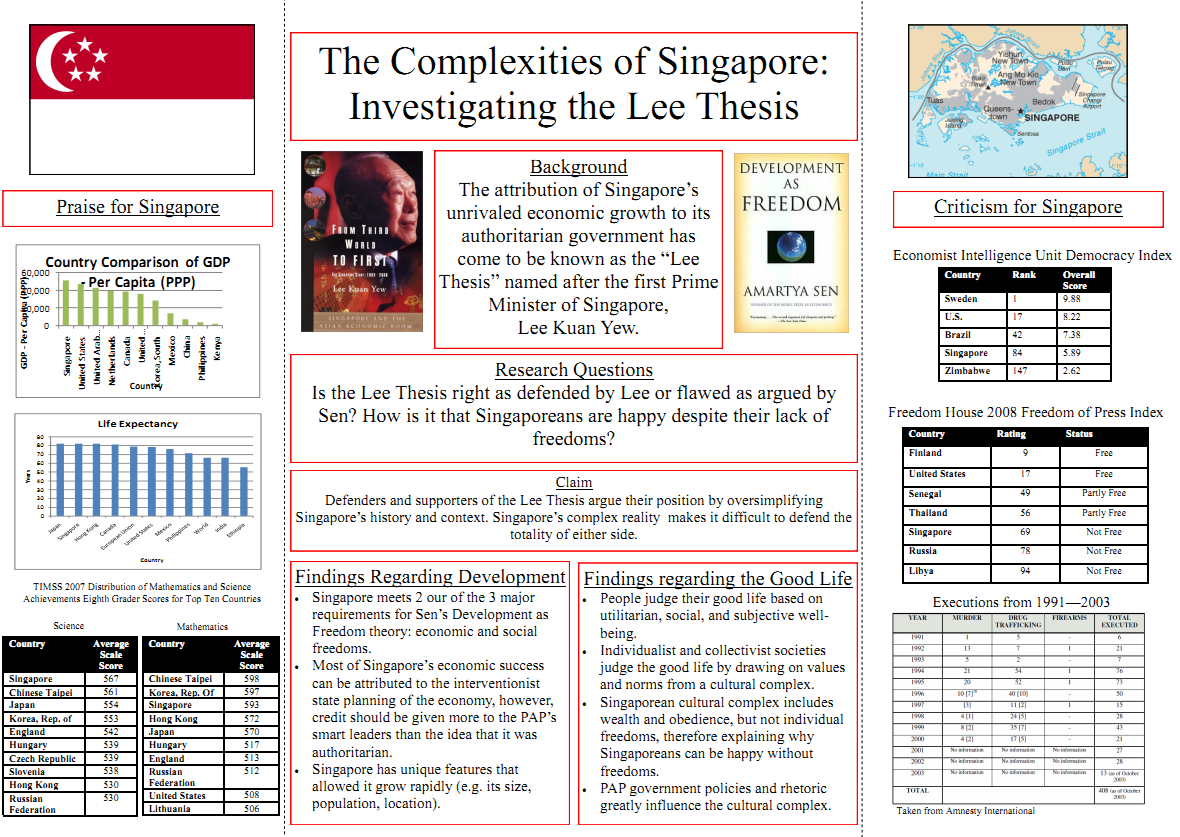 Praise for Singapore
Country Comparison of GDP
- Per Capita (PPP)
GDP - Per Capita (PPP)
60,000
0
Singapore
United States
United Arab...
Netherlands
Canada
United...
Korea, South
Mexico
China
Philippines
Kenya
Country
Life Expectancy
Years
90
80
70
60
50
40
30
20
10
0
Japan
Singapore
Hong Kong
Canada
European Union
United States
Mexico
Philippines
World
India
Ethiopia
Country
TIMSS 2007 Distribution of Mathematics and Science
Achievements Eighth Grader Scores for Top Ten Countries
Science
Country Average Scale Score
Singapore 567
Chinese Taipei 561
Japan 554
Korea, Rep. of 553
England 542
Hungary 539
Czech Republic 539
Slovenia 538
Hong Kong 530
Russian Federation 530
Mathematics
Country Average Scale Score
Chinese Taipei 598
Korea, Rep. Of 597
Singapore 593
Hong Kong 572
Japan 570
Hungary 517
England 513
Russian Federation 512
United States 508
Lithuania 506
The Complexities of Singapore:
Investigating the Lee Thesis
FROM THIRD
WORLD
TO FIRST
Lee Kuan Yew
SINGAPORE AND THE
ASIAN ECONOMIC BOOM
Background
The attribution of Singapore's
unrivaled economic growth to its
authoritarian government has
come to be known as the “Lee
Thesis” named after the first Prime
Minister of Singapore,
Lee Kuan Yew.
DEVELOPMENT
AS
FREEDOM
AMARTYA SEN
WINNER OF THE NOBEL PRIZE IN ECONOMICS
Research Questions
Is the Lee Thesis right as defended by Lee or flawed as argued by
Sen? How is it that Singaporeans are happy despite their lack of
freedoms?
Claim
Defenders and supporters of the Lee Thesis argue their position by oversimplifying
Singapore's history and context. Singapore's complex reality makes it difficult to defend the
totality of either side.
Findings Regarding Development
• Singapore meets 2 our of the 3 major
requirements for Sen's Development as
Freedom theory: economic and social
freedoms.
• Most of Singapore's economic success
can be attributed to the interventionist
state planning of the economy, however,
credit should be given more to the PAP's
smart leaders than the idea that it was
authoritarian.
• Singapore has unique features that
allowed it grow rapidly (e.g. its size,
population, location).
Findings regarding the Good Life
• People judge their good life based on
utilitarian, social, and subjective well-
being.
• Individualist and collectivist societies
judge the good life by drawing on values
and norms from a cultural complex.
• Singaporean cultural complex includes
wealth and obedience, but not individual
freedoms, therefore explaining why
Singaporeans can be happy without
freedoms.
• PAP government policies and rhetoric
greatly influence the cultural complex.
Johor Strait
Yishun
New Town
Ang Mo Kio
New Town
Bukit Timah
Pulau Tekong
Tuas
Queens-
town
Bedok
Singapore
Changi
Airport
Jurong Island
SINGAPORE
Sentosa
Singapore Strait
Main Strait
Criticism for Singapore
Economist Intelligence Unit Democracy Index
Country Rank Overall Score
Sweden 1 9.88
U.S. 17 8.22
Brazil 42 7.38
Singapore 84 5.89
Zimbabwe 147 2.62
Freedom House 2008 Freedom of Press Index
Country Rating Status
Finland 9 Free
United States 17 Free
Senegal 49 Partly Free
Thailand 56 Partly Free
Singapore 69 Not Free
Russia 78 Not Free
Libya 94 Not Free
Executions from 1991—2003
YEAR MURDER DRUG TRAFFICKING FIREARMS TOTAL EXECUTED
1991 1 5 - 6
1992 13 7 1 21
1993 5 2 - 7
1994 21 54 1 76
1995 20 52 1 73
1996 10 [7] 40 [10] - 50
1997 [3] 11 [2] 1 15
1998 4 [1] 24 [5] - 28
1999 8 [2] 35 [7] - 43
2000 4 [2] 17 [5] - 21
2001 No information No information No information 27
2002 No information No information No information 28
2003 No information No information No information 13 (as of October 2003)
TOTAL 408 (as of October 2003)
Taken from Amnesty International